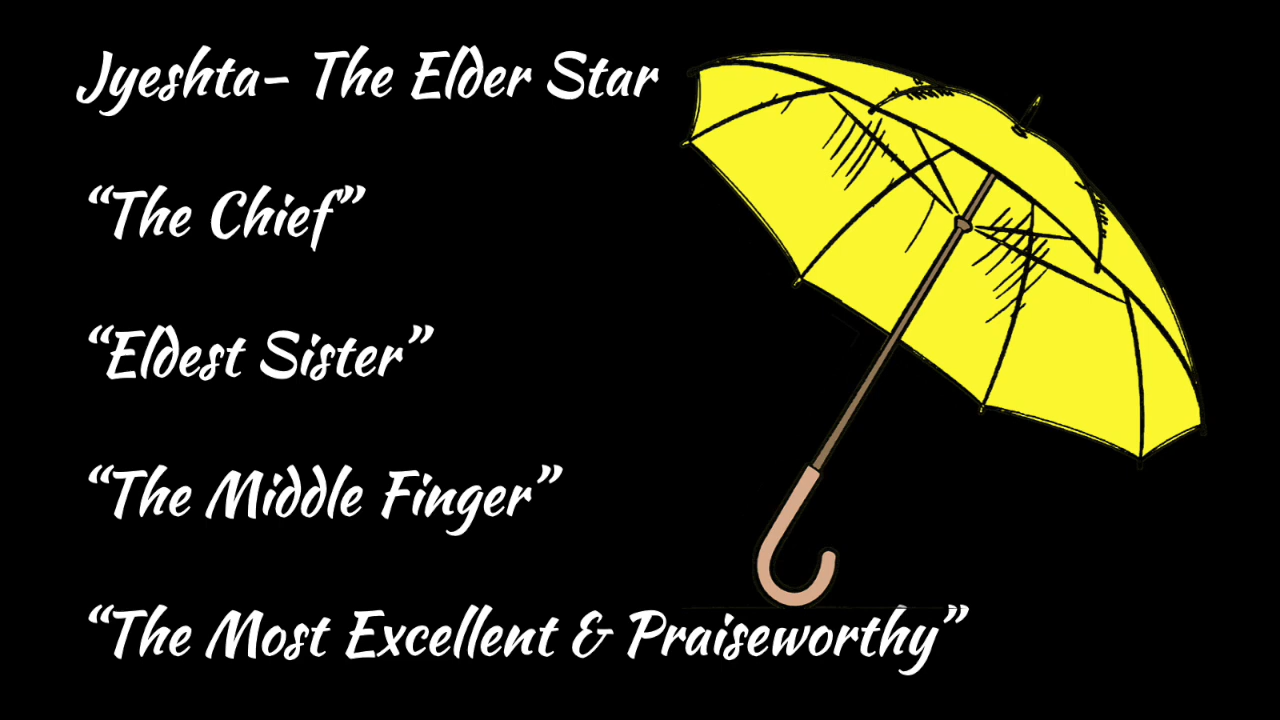 Jyeshta- The Elder Star
“The Chief”
“Eldest Sister”
“The Middle Finger”
“The Most Excellent & Praiseworthy”